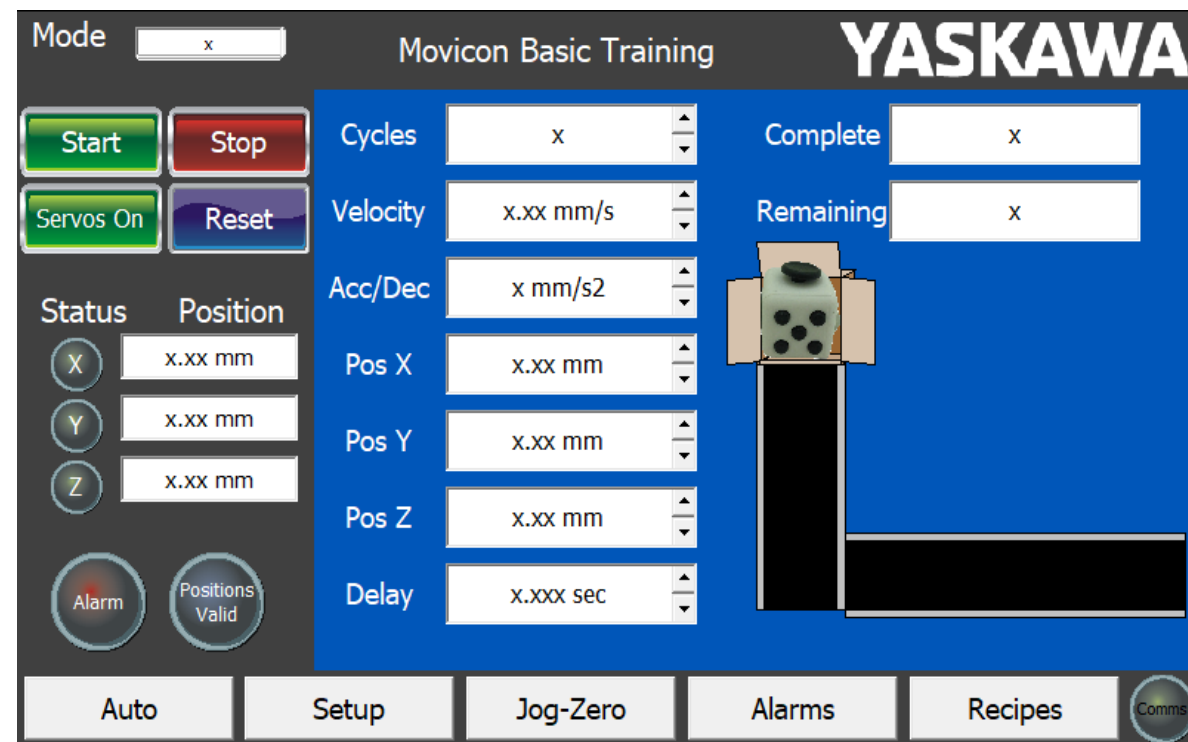 Mode x Movicon Basic Training YASKAWA
Start Stop Cycles x Complete x
Servos On Reset Velocity x.xx mm/s Remaining x
Acc/Dec x mm/s2
Status Position
X x.xx mm Pos X x.xx mm
Y x.xx mm Pos Y x.xx mm
Z x.xx mm Pos Z x.xx mm
Alarm Positions Valid Delay x.xxx sec
Auto Setup Jog-Zero Alarms Recipes Comms